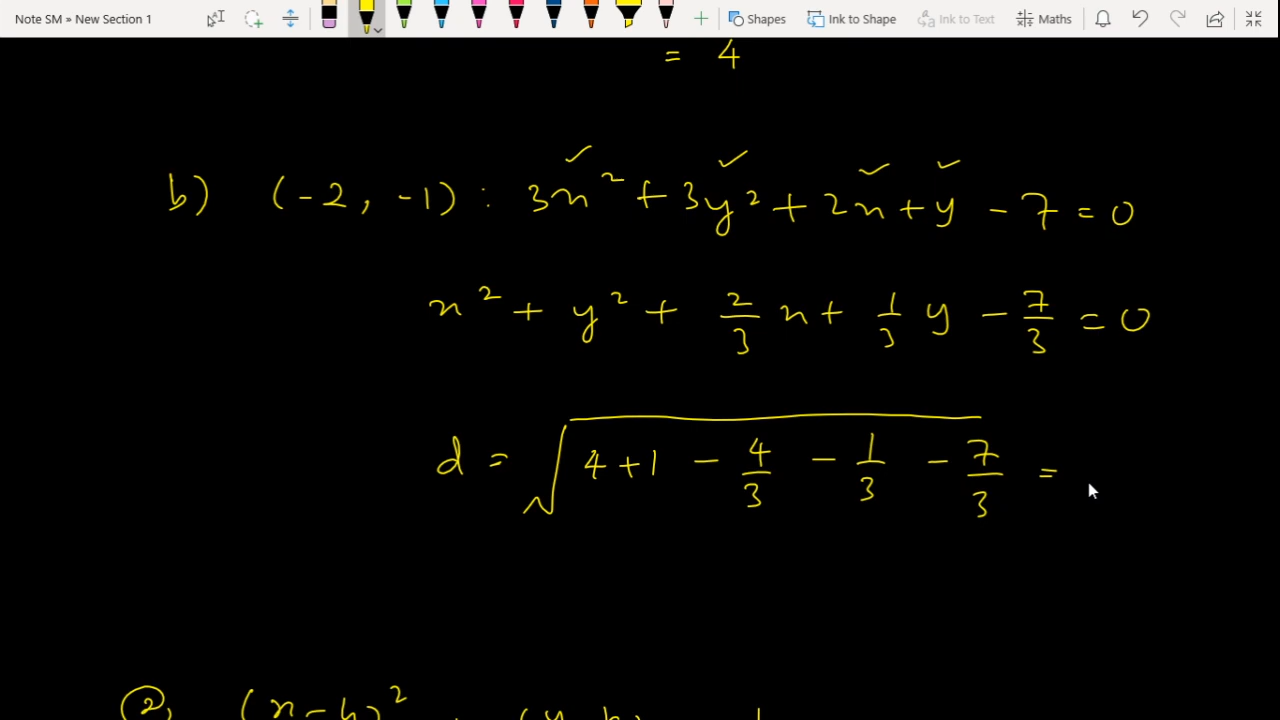 Note SM » New Section 1 Shapes Ink to Shape Ink to Text Maths
= 4
b) (-2, -1) : 3x² + 3y² + 2x + y - 7 = 0
x² + y² + 2/3 x + 1/3 y - 7/3 = 0
d = √(4 + 1 - 4/3 - 1/3 - 7/3) =